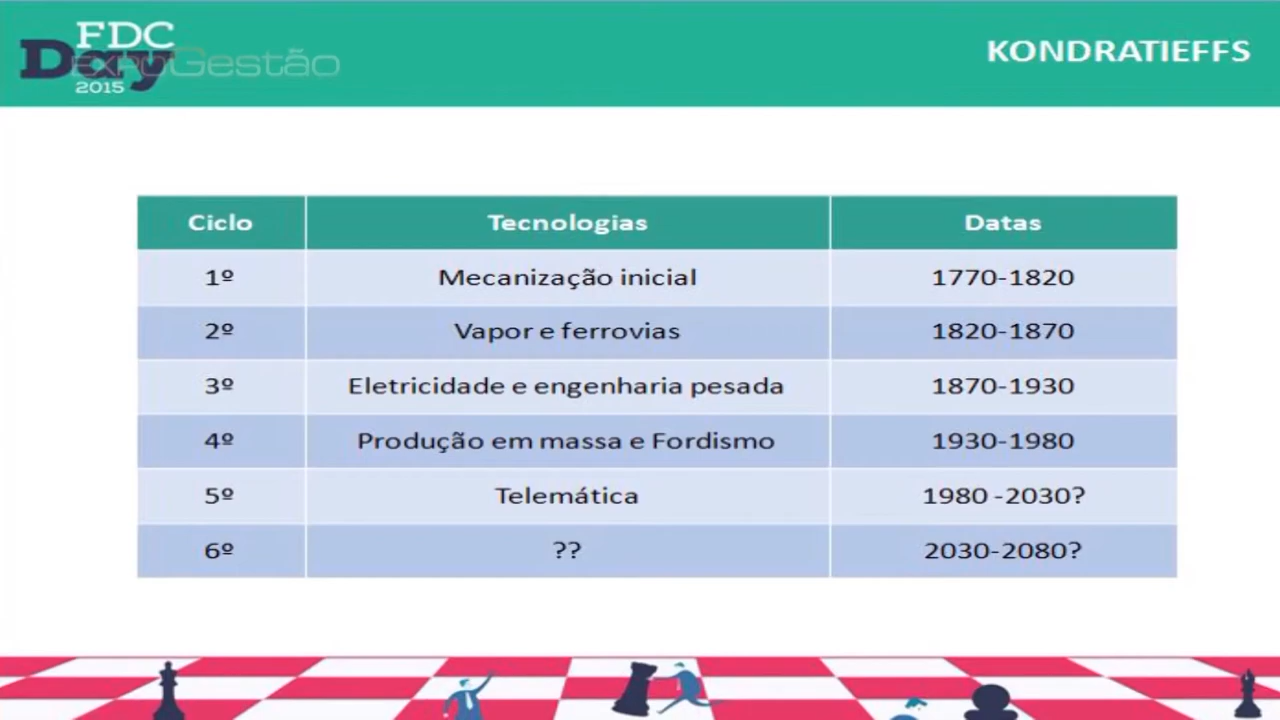 FDC
Day
EXPOGestão
2015
KONDRATIEFFS
Ciclo Tecnologias Datas
1º Mecanização inicial 1770-1820
2º Vapor e ferrovias 1820-1870
3º Eletricidade e engenharia pesada 1870-1930
4º Produção em massa e Fordismo 1930-1980
5º Telemática 1980 -2030?
6º ?? 2030-2080?